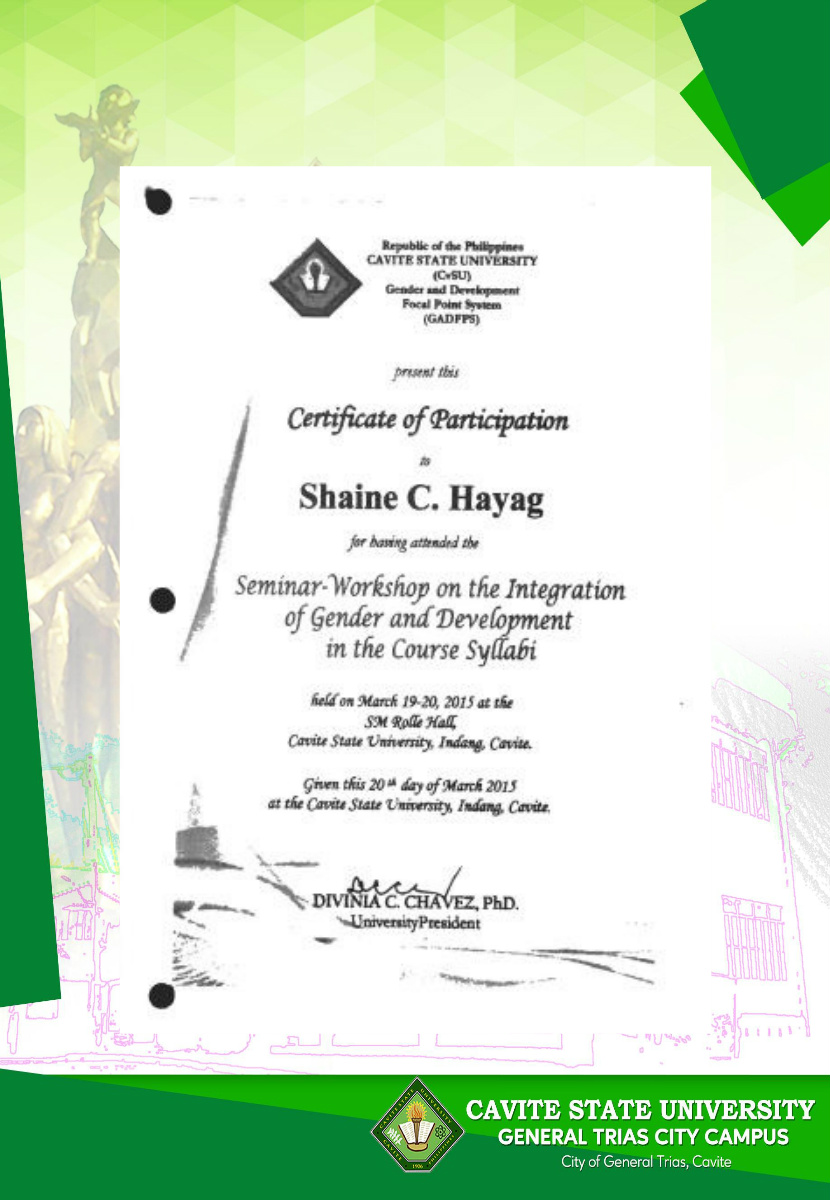 Republic of the Philippines
CAVITE STATE UNIVERSITY
(CvSU)
Gender and Development
Focal Point System
(GADFPS)
present this
Certificate of Participation
to
Shaine C. Hayag
for having attended the
Seminar-Workshop on the Integration
of Gender and Development
in the Course Syllabi
held on March 19-20, 2015 at the
SM Rolle Hall,
Cavite State University, Indang, Cavite.
Given this 20th day of March 2015
at the Cavite State University, Indang, Cavite.
DIVINIA C. CHAVEZ, PhD.
University President
CAVITE STATE UNIVERSITY
GENERAL TRIAS CITY CAMPUS
City of General Trias, Cavite
1906